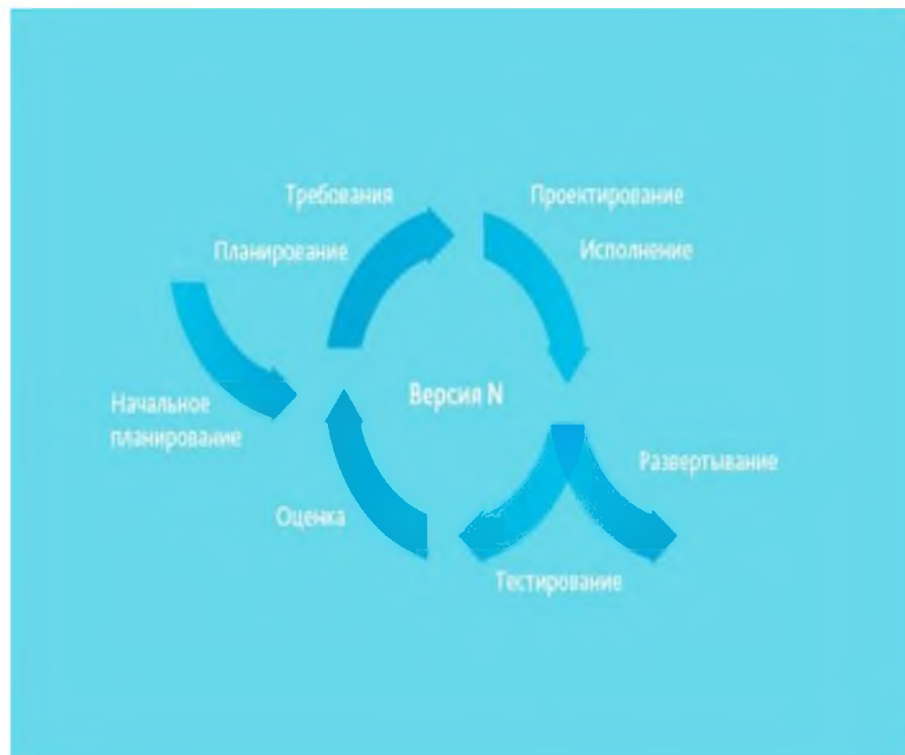 Требования
Проектирование
Планирование
Исполнение
Начальное
планирование
Версия N
Развертывание
Оценка
Тестирование